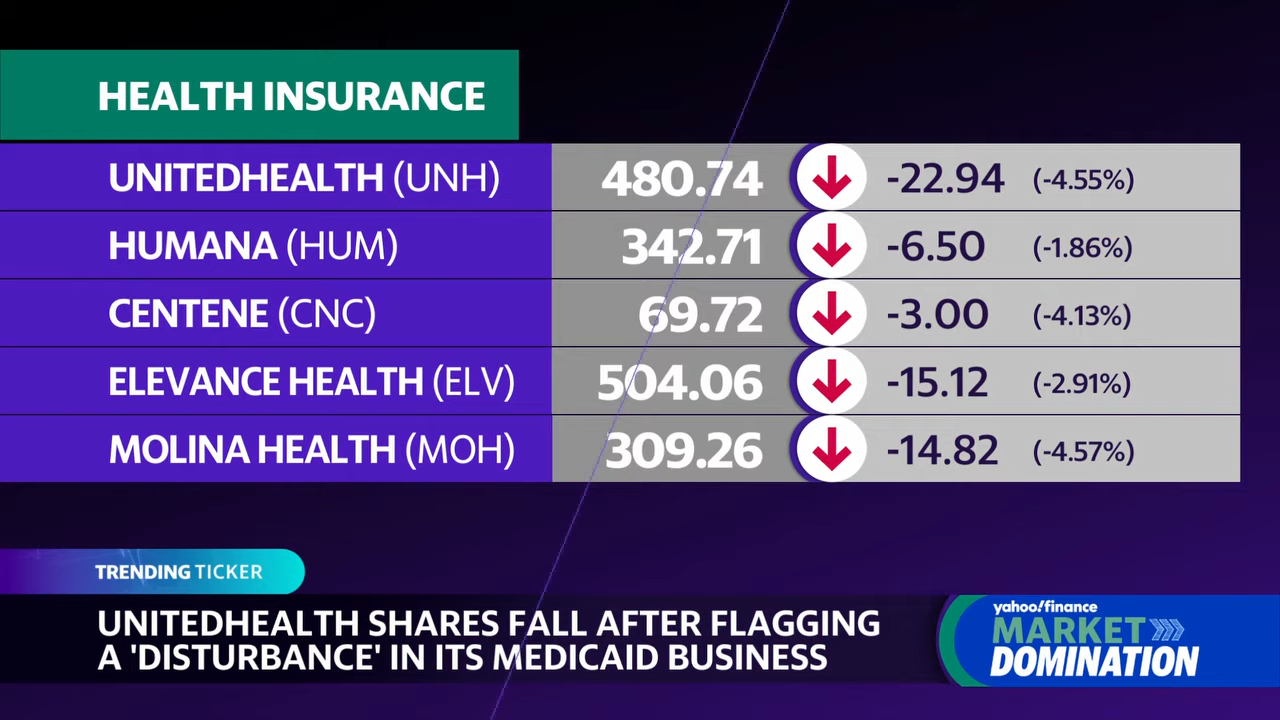 HEALTH INSURANCE
UNITEDHEALTH (UNH) 480.74 -22.94 (-4.55%)
HUMANA (HUM) 342.71 -6.50 (-1.86%)
CENTENE (CNC) 69.72 -3.00 (-4.13%)
ELEVANCE HEALTH (ELV) 504.06 -15.12 (-2.91%)
MOLINA HEALTH (MOH) 309.26 -14.82 (-4.57%)
TRENDING TICKER
UNITEDHEALTH SHARES FALL AFTER FLAGGING
A 'DISTURBANCE' IN ITS MEDICAID BUSINESS
yahoo!finance
MARKET
DOMINATION